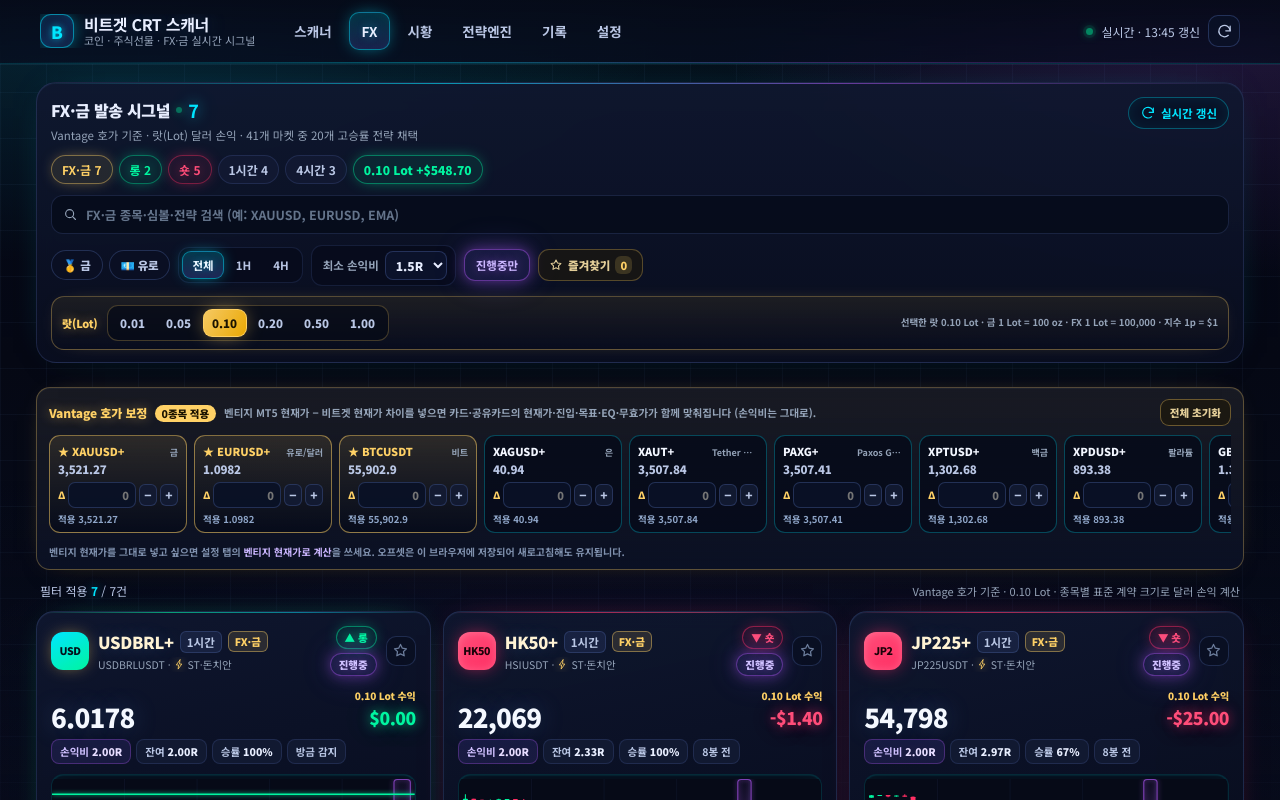 B
비트겟 CRT 스캐너
코인 · 주식선물 · FX·금 실시간 시그널
스캐너 FX 시황 전략엔진 기록 설정
실시간 · 13:45 갱신
FX·금 발송 시그널 7
Vantage 호가 기준 · 랏(Lot) 달러 손익 · 41개 마켓 중 20개 고승률 전략 채택
실시간 갱신
FX·금 7 롱 2 숏 5 1시간 4 4시간 3 0.10 Lot +$548.70
FX·금 종목·심볼·전략 검색 (예: XAUUSD, EURUSD, EMA)
🥇 금 💶 유로 전체 1H 4H 최소 손익비 1.5R 진행중만 ☆ 즐겨찾기 0
랏(Lot) 0.01 0.05 0.10 0.20 0.50 1.00 선택한 랏 0.10 Lot · 금 1 Lot = 100 oz · FX 1 Lot = 100,000 · 지수 1p = $1
Vantage 호가 보정 0종목 적용 벤티지 MT5 현재가 − 비트겟 현재가 차이를 넣으면 카드·공유카드의 현재가·진입·목표·EQ·무효가가 함께 맞춰집니다 (손익비는 그대로). 전체 초기화
★ XAUUSD+ 금
3,521.27
Δ 0 − +
적용 3,521.27
★ EURUSD+ 유로/달러
1.0982
Δ 0 − +
적용 1.0982
★ BTCUSDT 비트
55,902.9
Δ 0 − +
적용 55,902.9
XAGUSD+ 은
40.94
Δ 0 − +
적용 40.94
XAUT+ Tether ···
3,507.84
Δ 0 − +
적용 3,507.84
PAXG+ Paxos G···
3,507.41
Δ 0 − +
적용 3,507.41
XPTUSD+ 백금
1,302.68
Δ 0 − +
적용 1,302.68
XPDUSD+ 팔라듐
893.38
Δ 0 − +
적용 893.38
벤티지 현재가를 그대로 넣고 싶으면 설정 탭의 벤티지 현재가로 계산을 쓰세요. 오프셋은 이 브라우저에 저장되어 새로고침해도 유지됩니다.
필터 적용 7 / 7건
Vantage 호가 기준 · 0.10 Lot · 종목별 표준 계약 크기로 달러 손익 계산
USD USDBRL+ 1시간 FX·금 ▲ 롱
USDBRLUSDT · ⚡ ST·돈치안 진행중
0.10 Lot 수익
6.0178 $0.00
손익비 2.00R 잔여 2.00R 승률 100% 방금 감지
HK50 HK50+ 1시간 FX·금 ▼ 숏
HSIUSDT · ⚡ ST·돈치안 진행중
0.10 Lot 수익
22,069 -$1.40
손익비 2.00R 잔여 2.33R 승률 100% 8봉 전
JP2 JP225+ 1시간 FX·금 ▼ 숏
JP225USDT · ⚡ ST·돈치안 진행중
0.10 Lot 수익
54,798 -$25.00
손익비 2.00R 잔여 2.97R 승률 67% 8봉 전